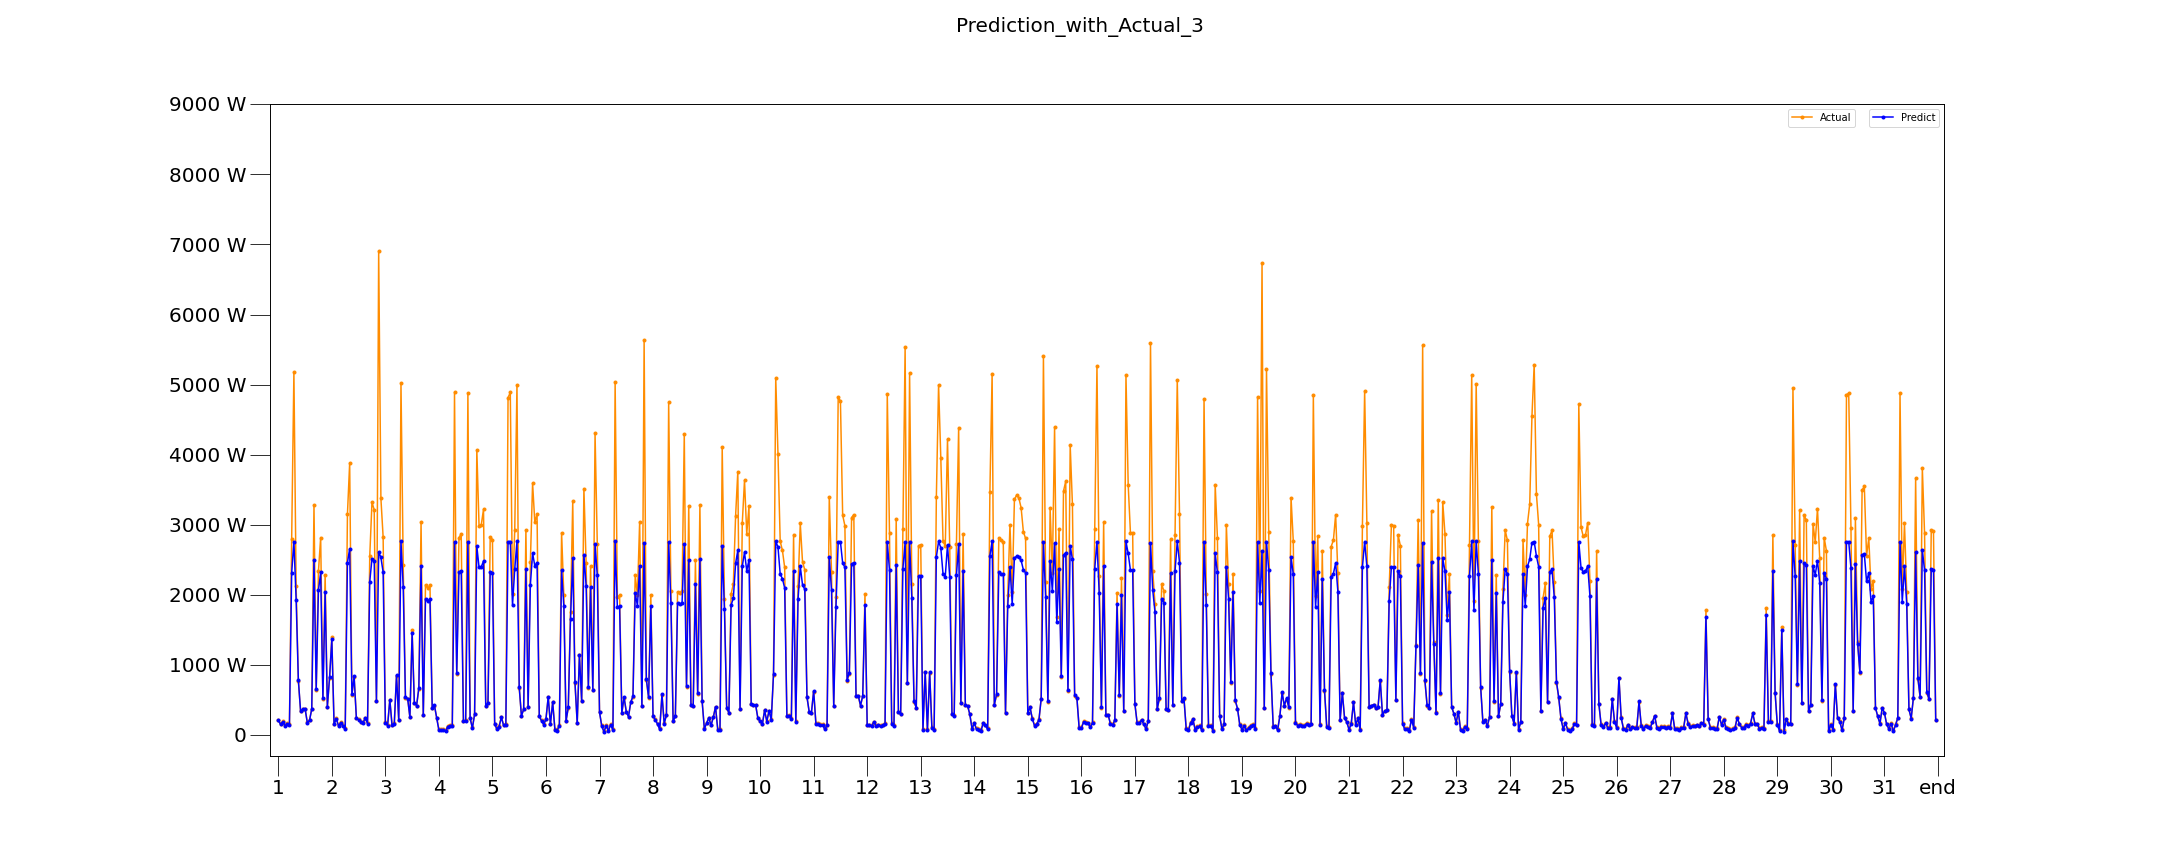 Prediction_with_Actual_3
9000 W
8000 W
7000 W
6000 W
5000 W
4000 W
3000 W
2000 W
1000 W
0
Actual Predict
1 2 3 4 5 6 7 8 9 10 11 12 13 14 15 16 17 18 19 20 21 22 23 24 25 26 27 28 29 30 31 end